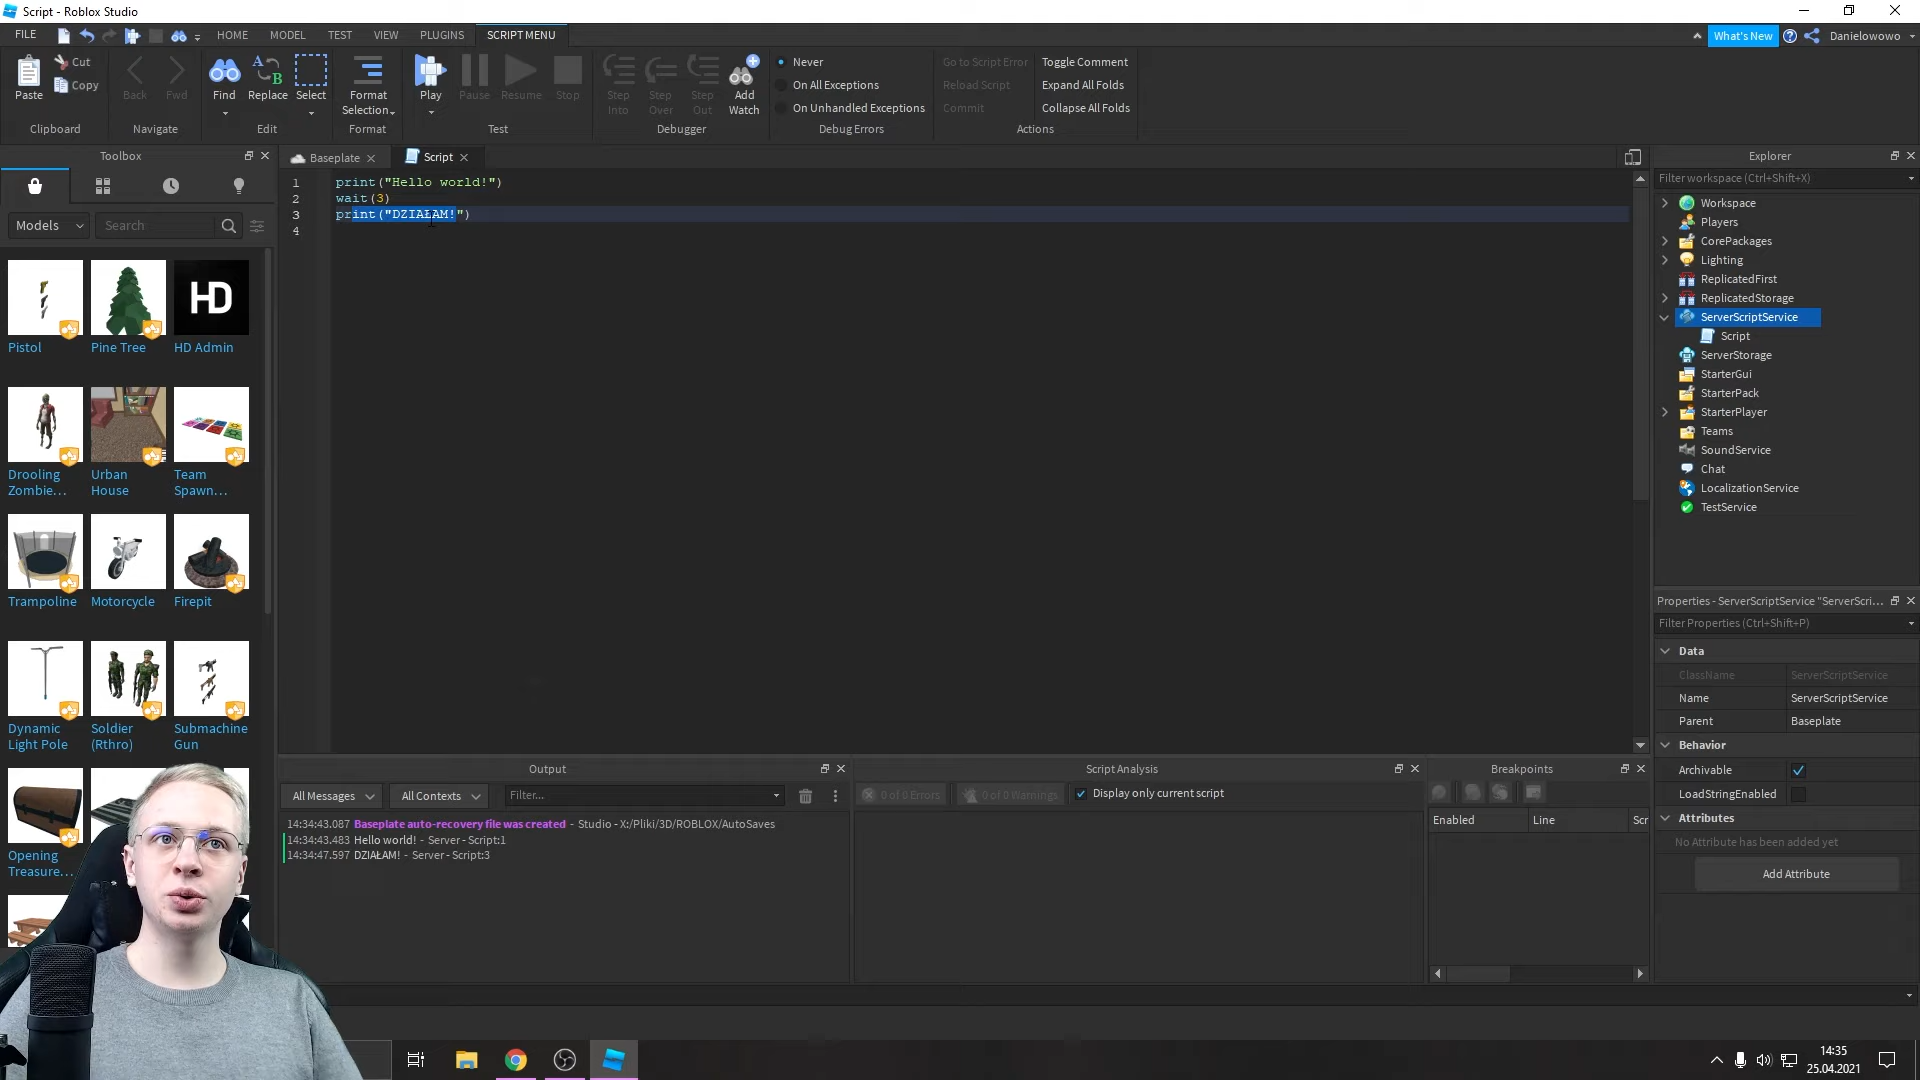 Script - Roblox Studio
FILE HOME MODEL TEST VIEW PLUGINS SCRIPT MENU What's New Danielowowo
Paste Cut Copy Back Fwd Find Replace Select Format Selection Play Pause Resume Stop Step Into Step Over Step Out Add Watch
Never
On All Exceptions
On Unhandled Exceptions
Go to Script Error
Reload Script
Commit
Toggle Comment
Expand All Folds
Collapse All Folds
Clipboard Navigate Edit Format Test Debugger Debug Errors Actions
Toolbox
Models Search
Pistol Pine Tree HD HD Admin
Drooling Zombie... Urban House Team Spawn...
Trampoline Motorcycle Firepit
Dynamic Light Pole Soldier (Rthro) Submachine Gun
Opening Treasure...
Baseplate Script
1 print("Hello world!")
2 wait(3)
3 print("DZIAŁAM!")
4
Output
All Messages All Contexts Filter...
14:34:43.087 Baseplate auto-recovery file was created - Studio - X:/Pliki/3D/ROBLOX/AutoSaves
14:34:43.483 Hello world! - Server - Script:1
14:34:47.597 DZIAŁAM! - Server - Script:3
Script Analysis
0 of 0 Errors 0 of 0 Warnings Display only current script
Breakpoints
Enabled Line Scr
Explorer
Filter workspace (Ctrl+Shift+X)
Workspace
Players
CorePackages
Lighting
ReplicatedFirst
ReplicatedStorage
ServerScriptService
Script
ServerStorage
StarterGui
StarterPack
StarterPlayer
Teams
SoundService
Chat
LocalizationService
TestService
Properties - ServerScriptService "ServerScri...
Filter Properties (Ctrl+Shift+P)
Data
ClassName ServerScriptService
Name ServerScriptService
Parent Baseplate
Behavior
Archivable
LoadStringEnabled
Attributes
No Attribute has been added yet
Add Attribute
14:35
25.04.2021